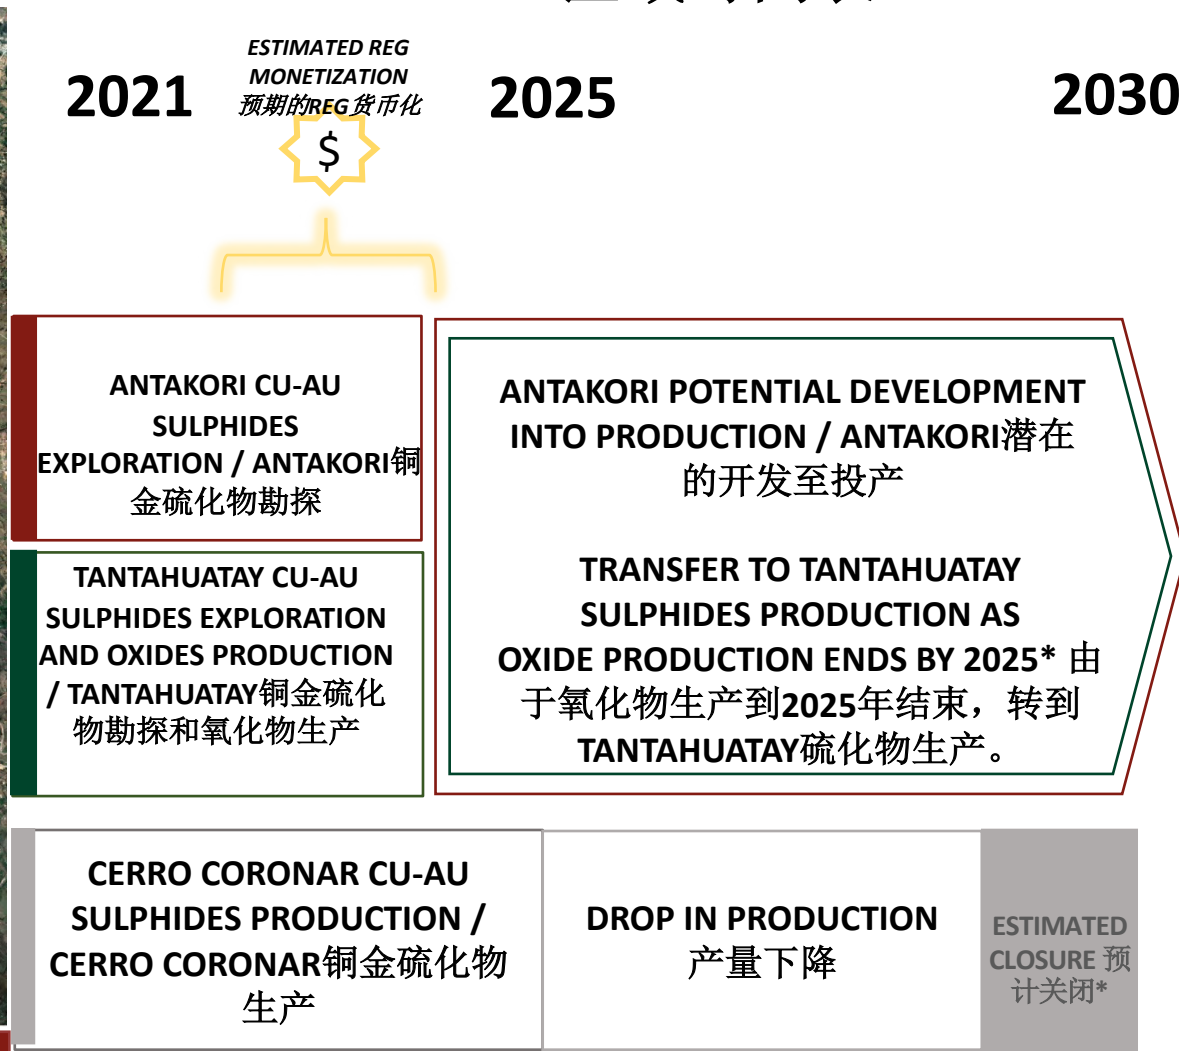 ESTIMATED REG
MONETIZATION
预期的REG货币化
2021
2025
2030
$
ANTAKORI CU-AU
SULPHIDES
EXPLORATION / ANTAKORI铜
金硫化物勘探
TANTAHUATAY CU-AU
SULPHIDES EXPLORATION
AND OXIDES PRODUCTION
/ TANTAHUATAY铜金硫化
物勘探和氧化物生产
ANTAKORI POTENTIAL DEVELOPMENT
INTO PRODUCTION / ANTAKORI潜在
的开发至投产
TRANSFER TO TANTAHUATAY
SULPHIDES PRODUCTION AS
OXIDE PRODUCTION ENDS BY 2025* 由
于氧化物生产到2025年结束，转到
TANTAHUATAY硫化物生产。
CERRO CORONAR CU-AU
SULPHIDES PRODUCTION /
CERRO CORONAR铜金硫化物
生产
DROP IN PRODUCTION
产量下降
ESTIMATED
CLOSURE 预
计关闭*